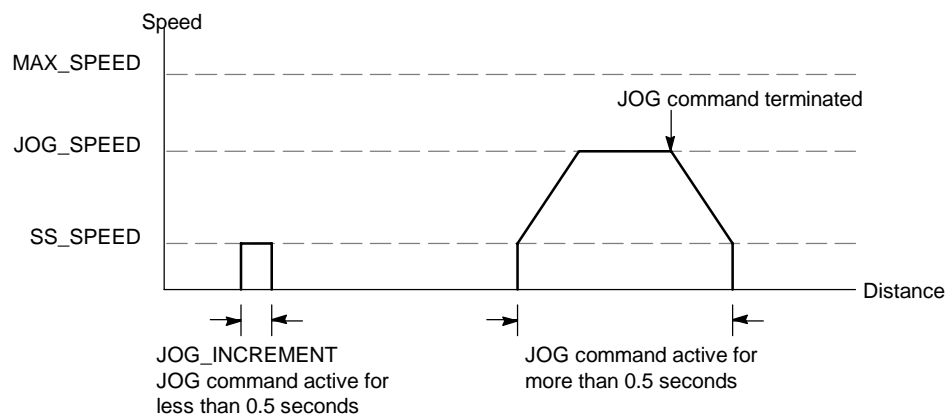 Speed
MAX_SPEED
JOG command terminated
JOG_SPEED
SS_SPEED
Distance
JOG_INCREMENT
JOG command active for
less than 0.5 seconds
JOG command active for
more than 0.5 seconds